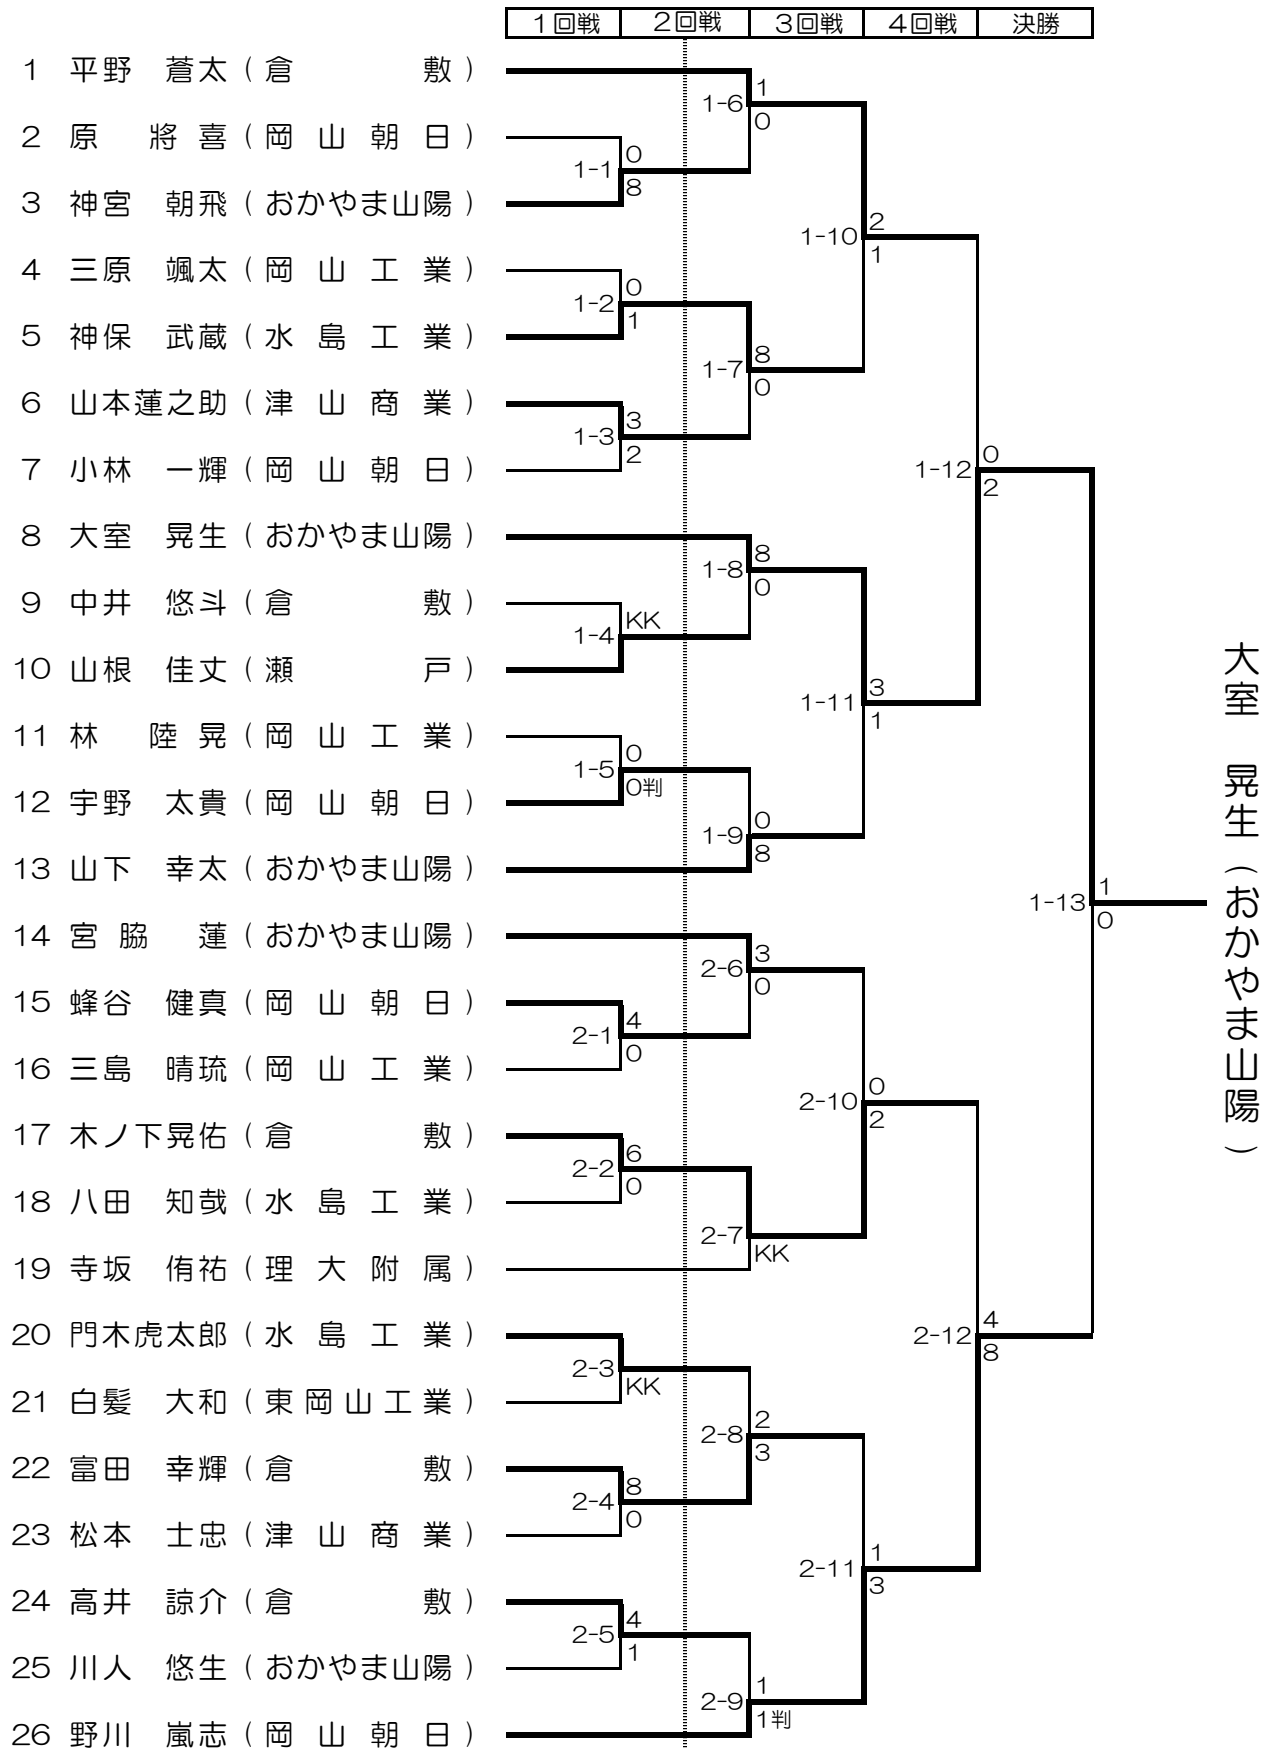 1回戦 2回戦 3回戦 4回戦 決勝
1 平野 蒼太 (倉 敷)
1-6 1
0
2 原 將喜 (岡山朝日)
1-1 0
8
3 神宮 朝飛 (おかやま山陽)
1-10 2
1
4 三原 颯太 (岡山工業)
1-2 0
1
5 神保 武蔵 (水島工業)
1-7 8
0
6 山本蓮之助 (津山商業)
1-3 3
2
7 小林 一輝 (岡山朝日)
1-12 0
2
8 大室 晃生 (おかやま山陽)
1-8 8
0
9 中井 悠斗 (倉 敷)
1-4 KK
10 山根 佳丈 (瀬 戸)
1-11 3
1
11 林 陸晃 (岡山工業)
1-5 0
0判
12 宇野 太貴 (岡山朝日)
1-9 0
8
13 山下 幸太 (おかやま山陽)
1-13 1
0
大室 晃生(おかやま山陽)
14 宮脇 蓮 (おかやま山陽)
2-6 3
0
15 蜂谷 健真 (岡山朝日)
2-1 4
0
16 三島 晴琉 (岡山工業)
2-10 0
2
17 木ノ下晃佑 (倉 敷)
2-2 6
0
18 八田 知哉 (水島工業)
2-7 KK
19 寺坂 侑祐 (理大附属)
20 門木虎太郎 (水島工業)
2-12 4
8
2-3 KK
21 白髪 大和 (東岡山工業)
2-8 2
3
22 富田 幸輝 (倉 敷)
2-4 8
0
23 松本 士忠 (津山商業)
2-11 1
3
24 高井 諒介 (倉 敷)
2-5 4
1
25 川人 悠生 (おかやま山陽)
2-9 1
1判
26 野川 嵐志 (岡山朝日)